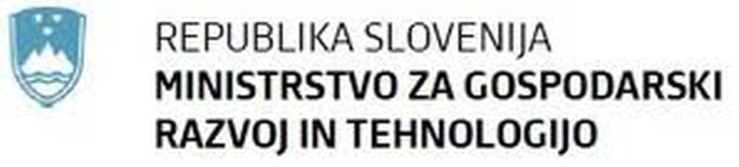 REPUBLIKA SLOVENIJA
MINISTRSTVO ZA GOSPODARSKI
RAZVOJ IN TEHNOLOGIJO